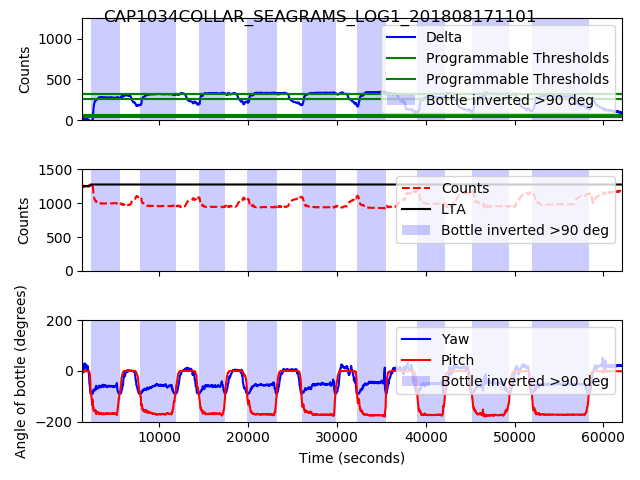 CAP1034COLLAR_SEAGRAMS_LOG1_201808171101
1000
500
0
Counts
Delta
Programmable Thresholds
Programmable Thresholds
Bottle inverted >90 deg
1500
1000
500
0
Counts
Counts
LTA
Bottle inverted >90 deg
200
0
−200
Angle of bottle (degrees)
Yaw
Pitch
Bottle inverted >90 deg
10000 20000 30000 40000 50000 60000
Time (seconds)